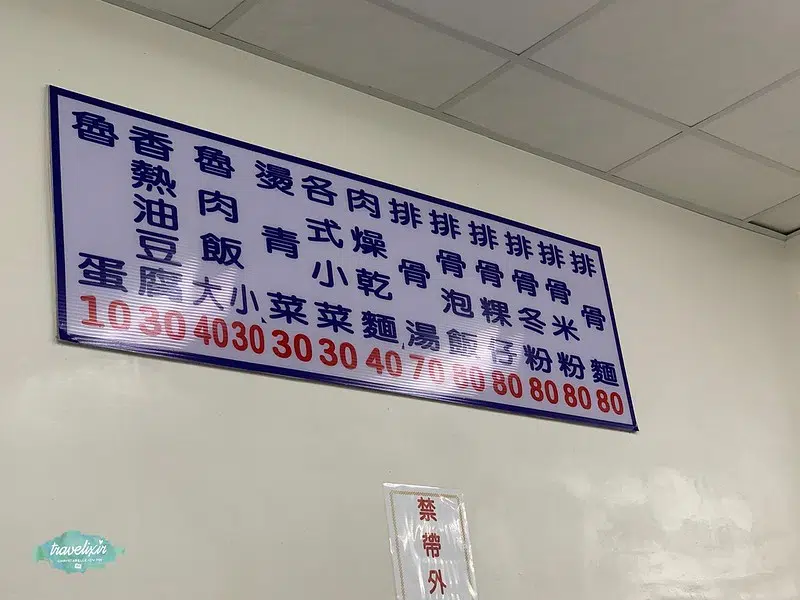 排骨麵 80
排骨米粉 80
排骨冬粉 80
排骨粿仔 80
排骨泡飯 80
排骨湯 70
肉燥乾麵 40
各式小菜 30
燙青菜 30
魯肉飯 大小 40 30
香熱油豆腐 30
魯蛋 10
禁帶外
travelixir